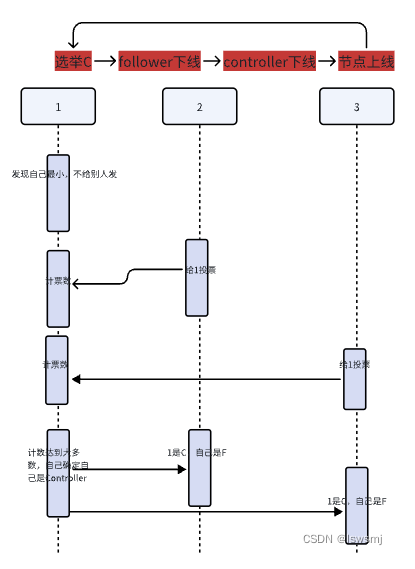 选举C
follower下线
controller下线
节点上线
1
2
3
发现自己最小，不给别人发
给1投票
计票数
给1投票
计票数
计数达到大多
数，自己确定自
己是Controller
1是C，自己是F
1是C，自己是F
CSDN @lswsmj